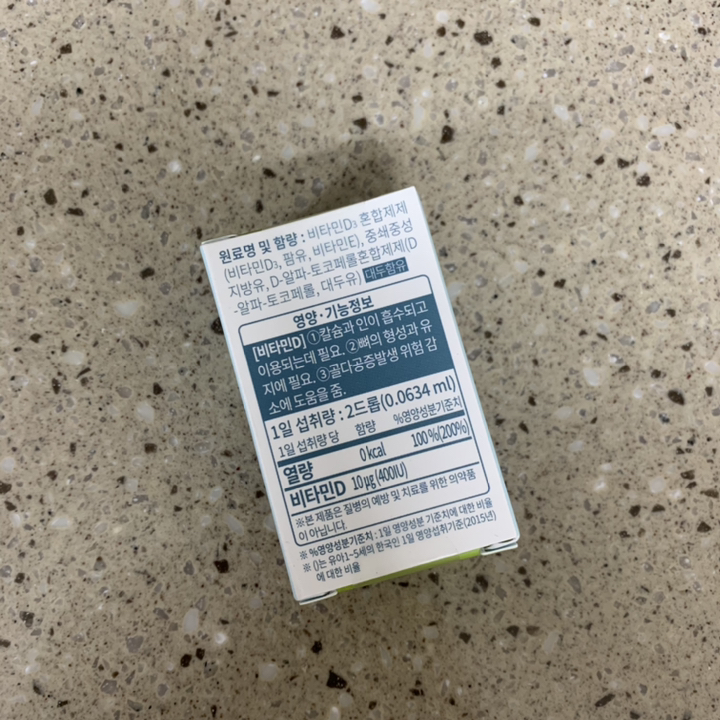 원료명 및 함량 : 비타민D₃ 혼합제제
(비타민D₃, 팜유, 비타민E), 중쇄중성
지방유, D-알파-토코페롤혼합제제(D
-알파-토코페롤, 대두유) 대두함유
영양·기능정보
[비타민D] ①칼슘과 인이 흡수되고
이용되는데 필요. ②뼈의 형성과 유
지에 필요. ③골다공증발생 위험 감
소에 도움을 줌.
1일 섭취량 : 2드롭(0.0634 ml)
1일 섭취량 당 함량 %영양성분기준치
열량 0 kcal
비타민D 10 µg (400IU) 100 %(200%)
※본 제품은 질병의 예방 및 치료를 위한 의약품
이 아닙니다.
※ %영양성분기준치 : 1일 영양성분 기준치에 대한 비율
※ ()는 유아1~5세의 한국인 1일 영양섭취기준(2015년)
에 대한 비율